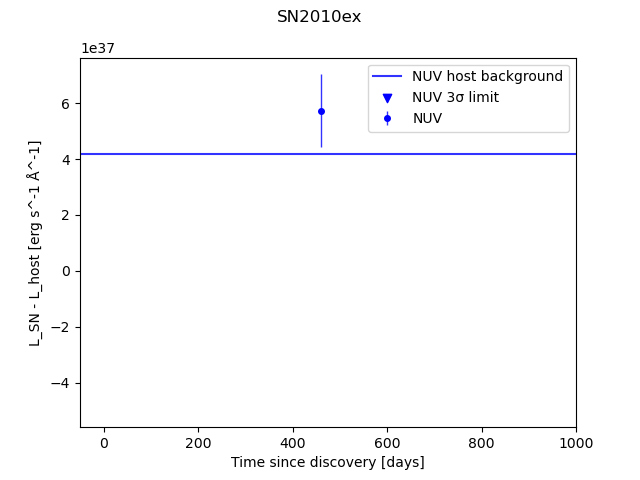 SN2010ex
1e37
NUV host background
NUV 3σ limit
NUV
6
4
2
0
−2
−4
L_SN - L_host [erg s^-1 Å^-1]
0 200 400 600 800 1000
Time since discovery [days]